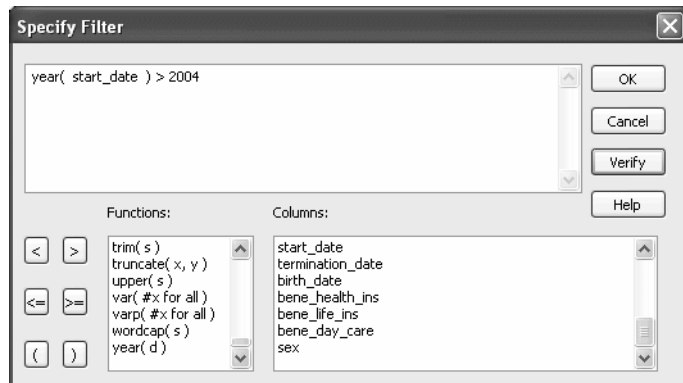 Specify Filter
year( start_date ) > 2004
OK
Cancel
Verify
Help
Functions:
Columns:
< >
<= >=
( )
trim( s )
truncate( x, y )
upper( s )
var( #x for all )
varp( #x for all )
wordcap( s )
year( d )
start_date
termination_date
birth_date
bene_health_ins
bene_life_ins
bene_day_care
sex